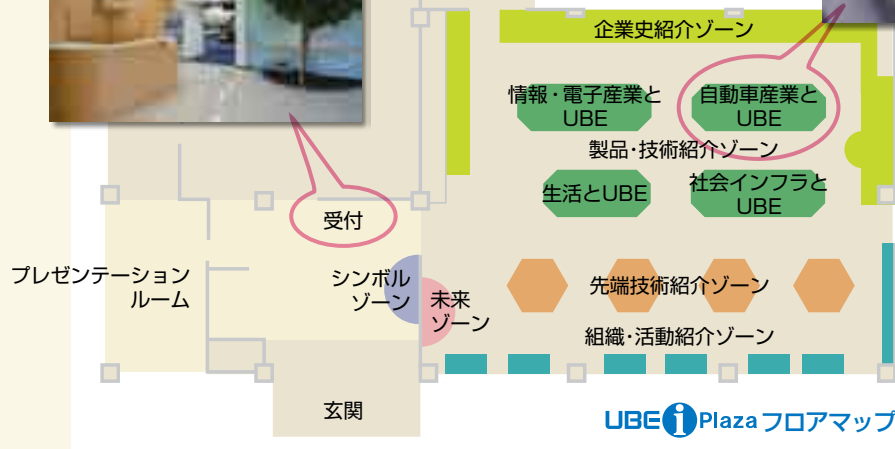 企業史紹介ゾーン
情報・電子産業と
UBE
自動車産業と
UBE
製品・技術紹介ゾーン
生活とUBE
社会インフラと
UBE
受付
プレゼンテーション
ルーム
シンボル
ゾーン
未来
ゾーン
先端技術紹介ゾーン
組織・活動紹介ゾーン
玄関
UBE i Plaza フロアマップ